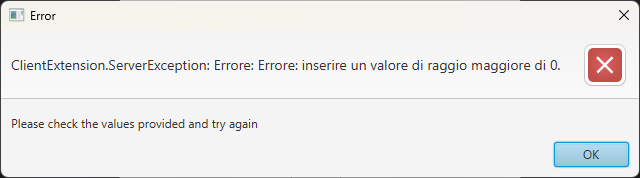 Error
ClientExtension.ServerException: Errore: Errore: inserire un valore di raggio maggiore di 0.
Please check the values provided and try again
OK